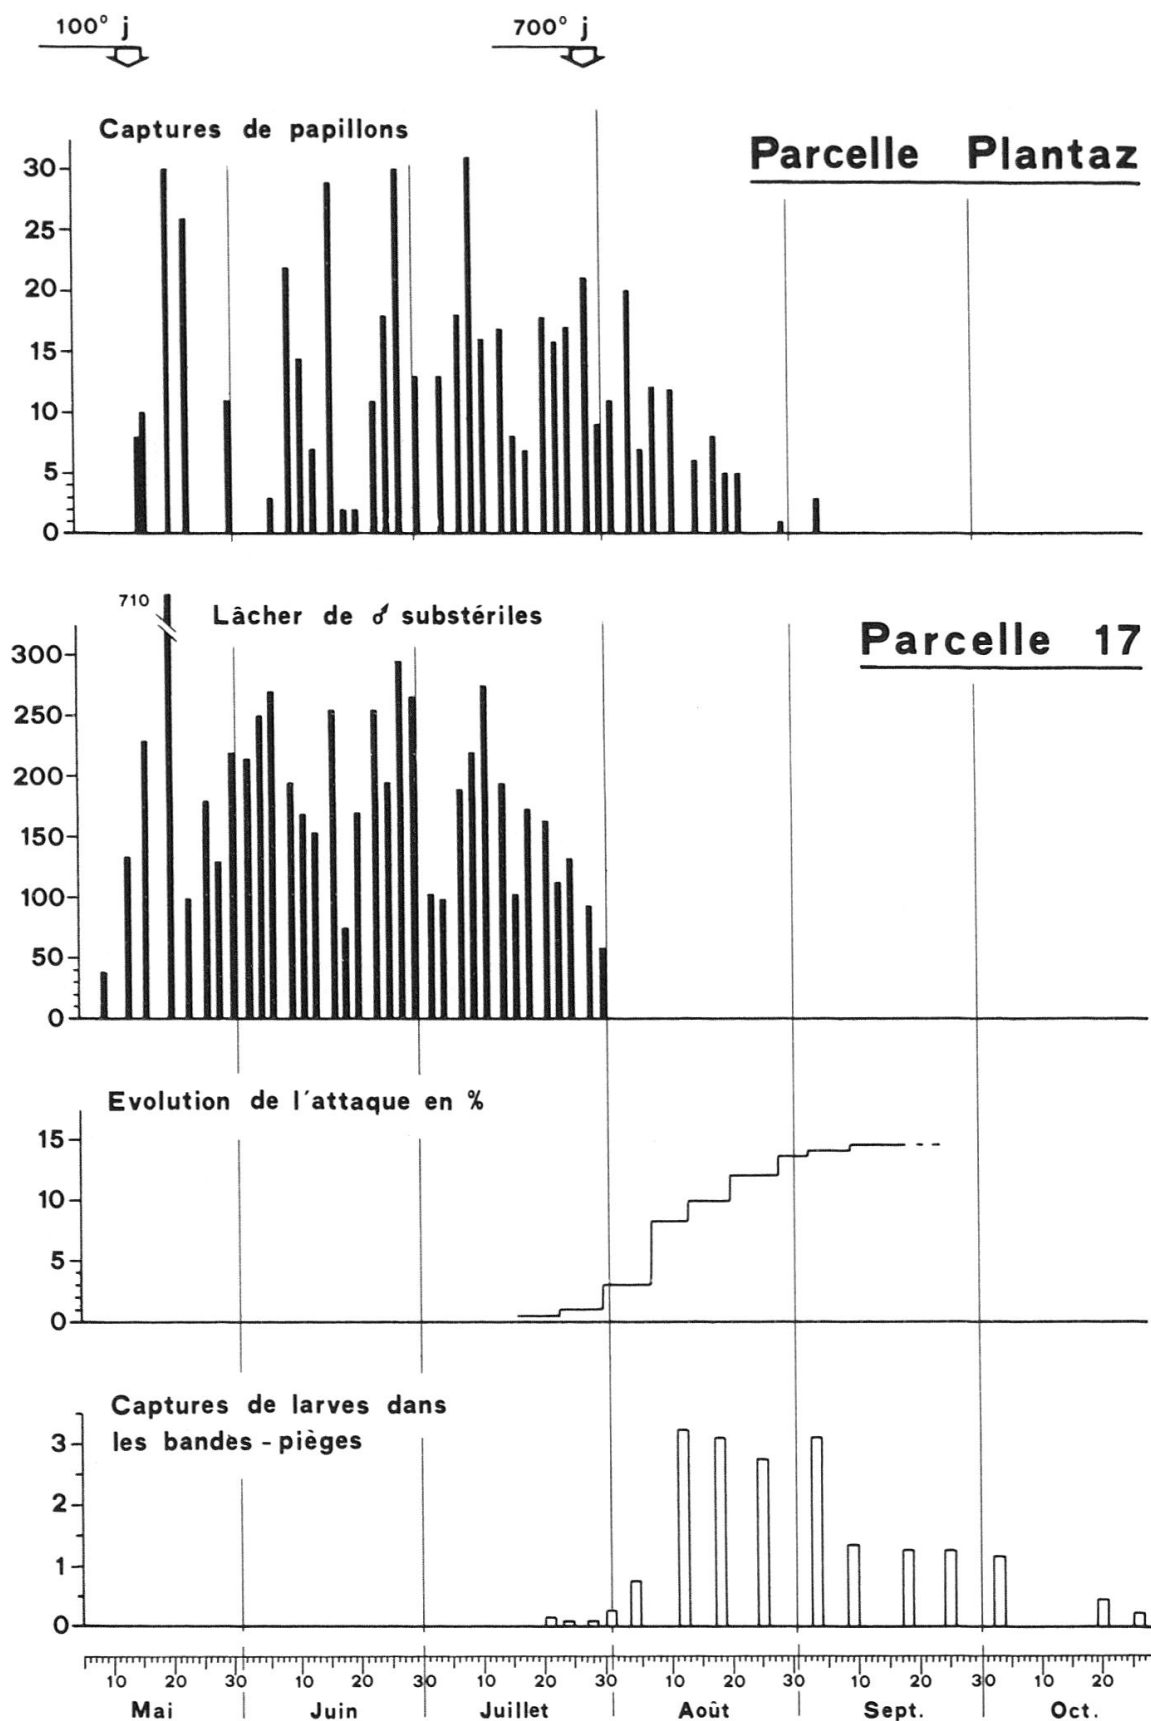 100° j 700° j
Captures de papillons
Parcelle Plantaz
30
25
20
15
10
5
0
710
Lâcher de ♂ substériles
Parcelle 17
300
250
200
150
100
50
0
Evolution de l'attaque en %
15
10
5
0
Captures de larves dans
les bandes - pièges
3
2
1
0
10 20 30 10 20 30 10 20 30 10 20 30 10 20 30 10 20
Mai Juin Juillet Août Sept. Oct.